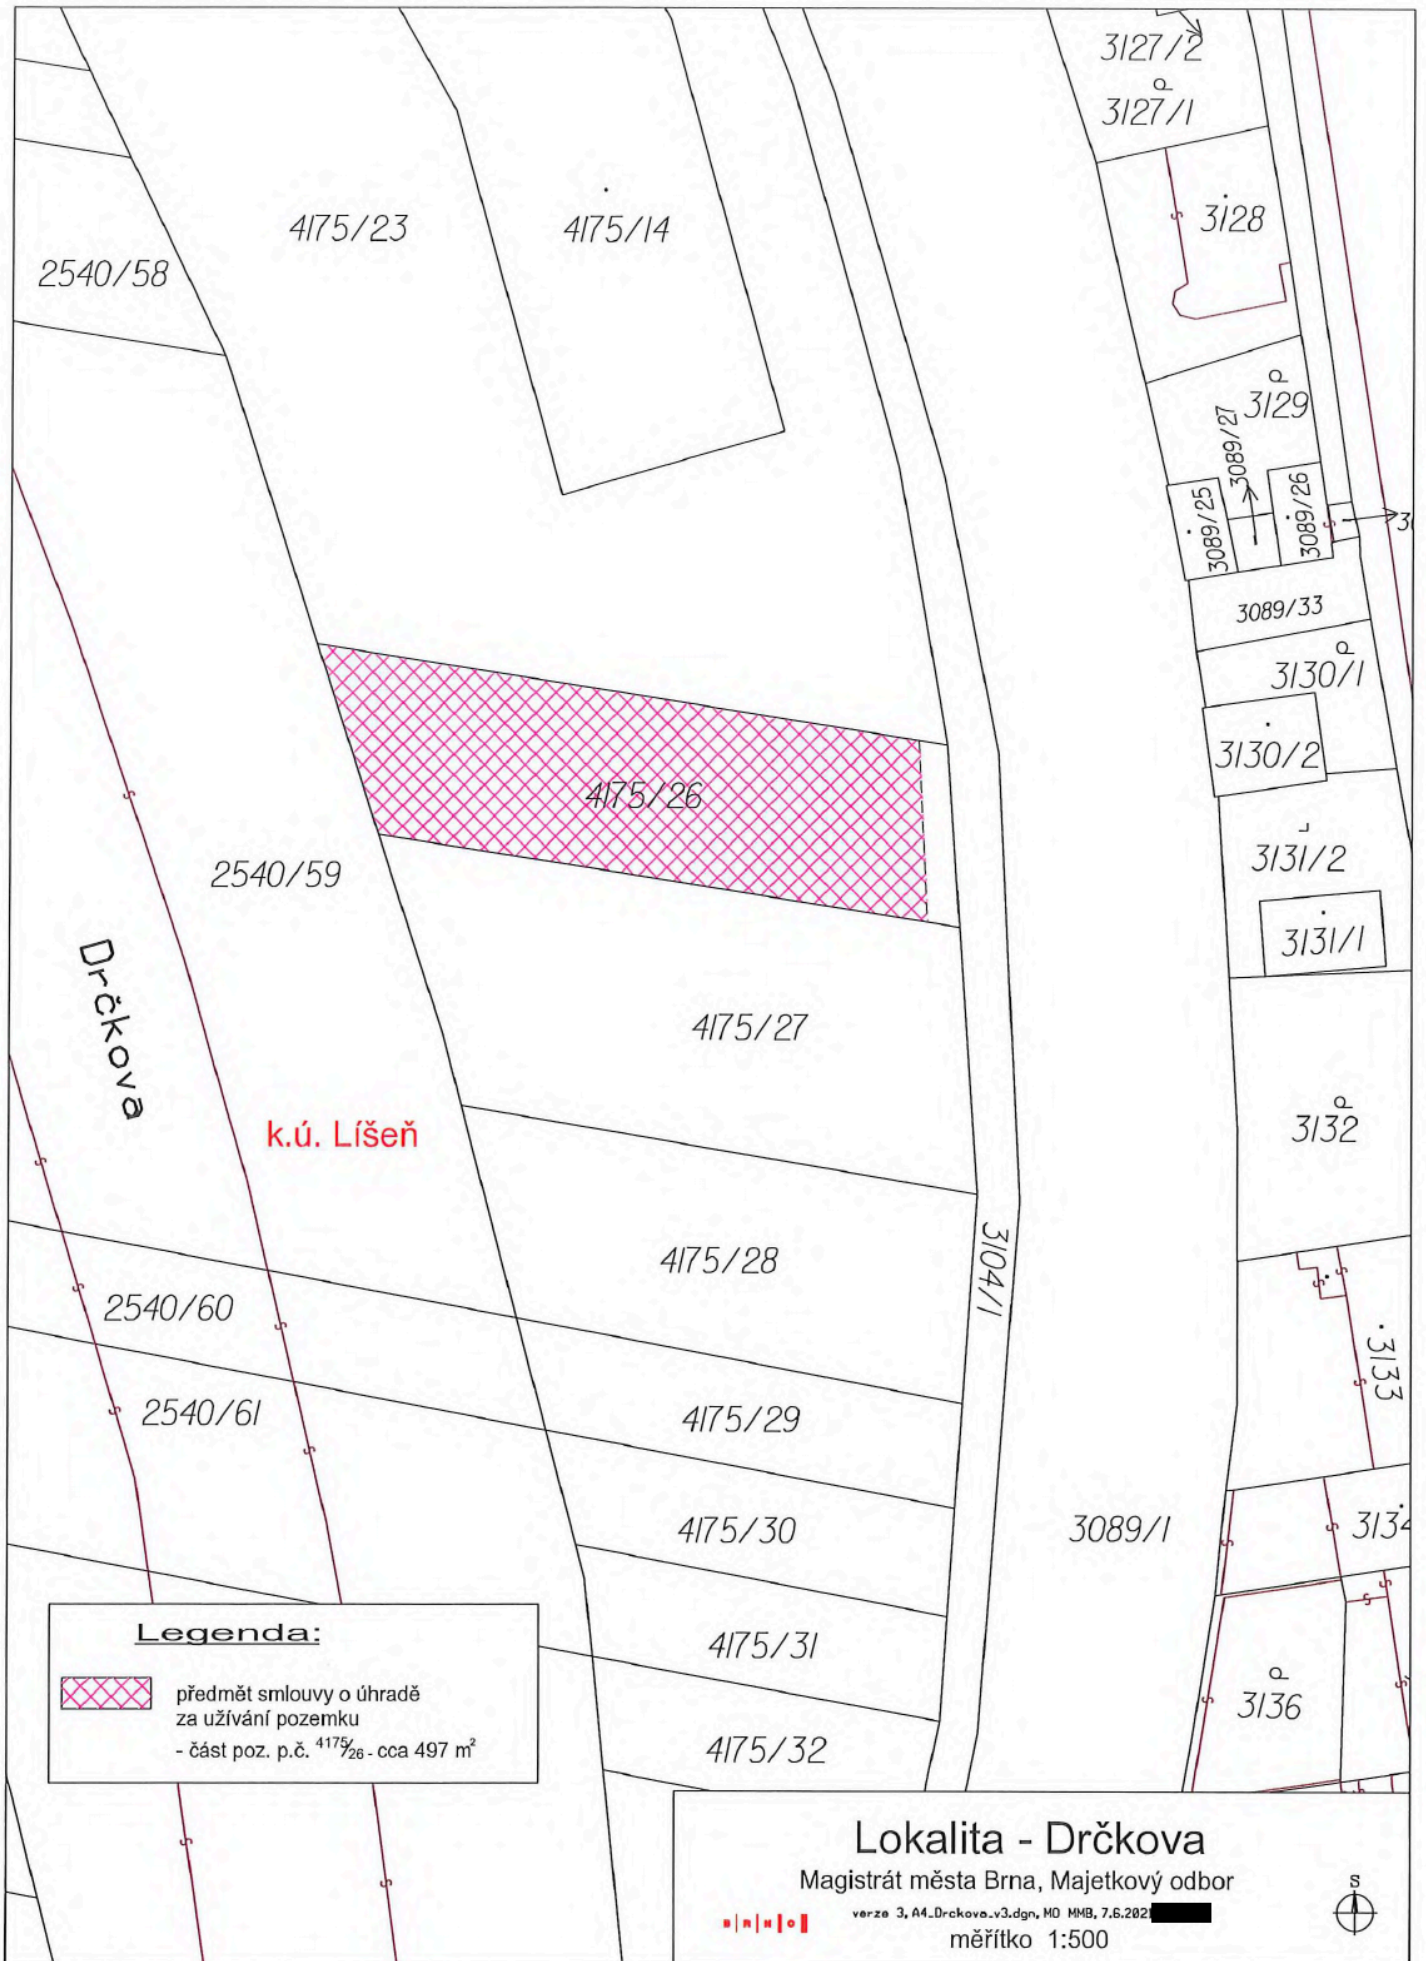 3127/2
3127/1
3128
4175/23
4175/14
2540/58
3129
3089/27
3089/25
3089/26
3089/33
3130/1
3130/2
4175/26
3131/2
2540/59
3131/1
Drčkova
4175/27
k.ú. Líšeň
3132
4175/28
3104/1
2540/60
3133
2540/61
4175/29
4175/30
3089/1
3134
Legenda:
předmět smlouvy o úhradě
za užívání pozemku
- část poz. p.č. 4175/26 - cca 497 m²
4175/31
3136
4175/32
Lokalita - Drčkova
Magistrát města Brna, Majetkový odbor
B|R|N|O
verze 3, A4_Drckova_v3.dgn, MO MMB, 7.6.2021
měřítko 1:500
S